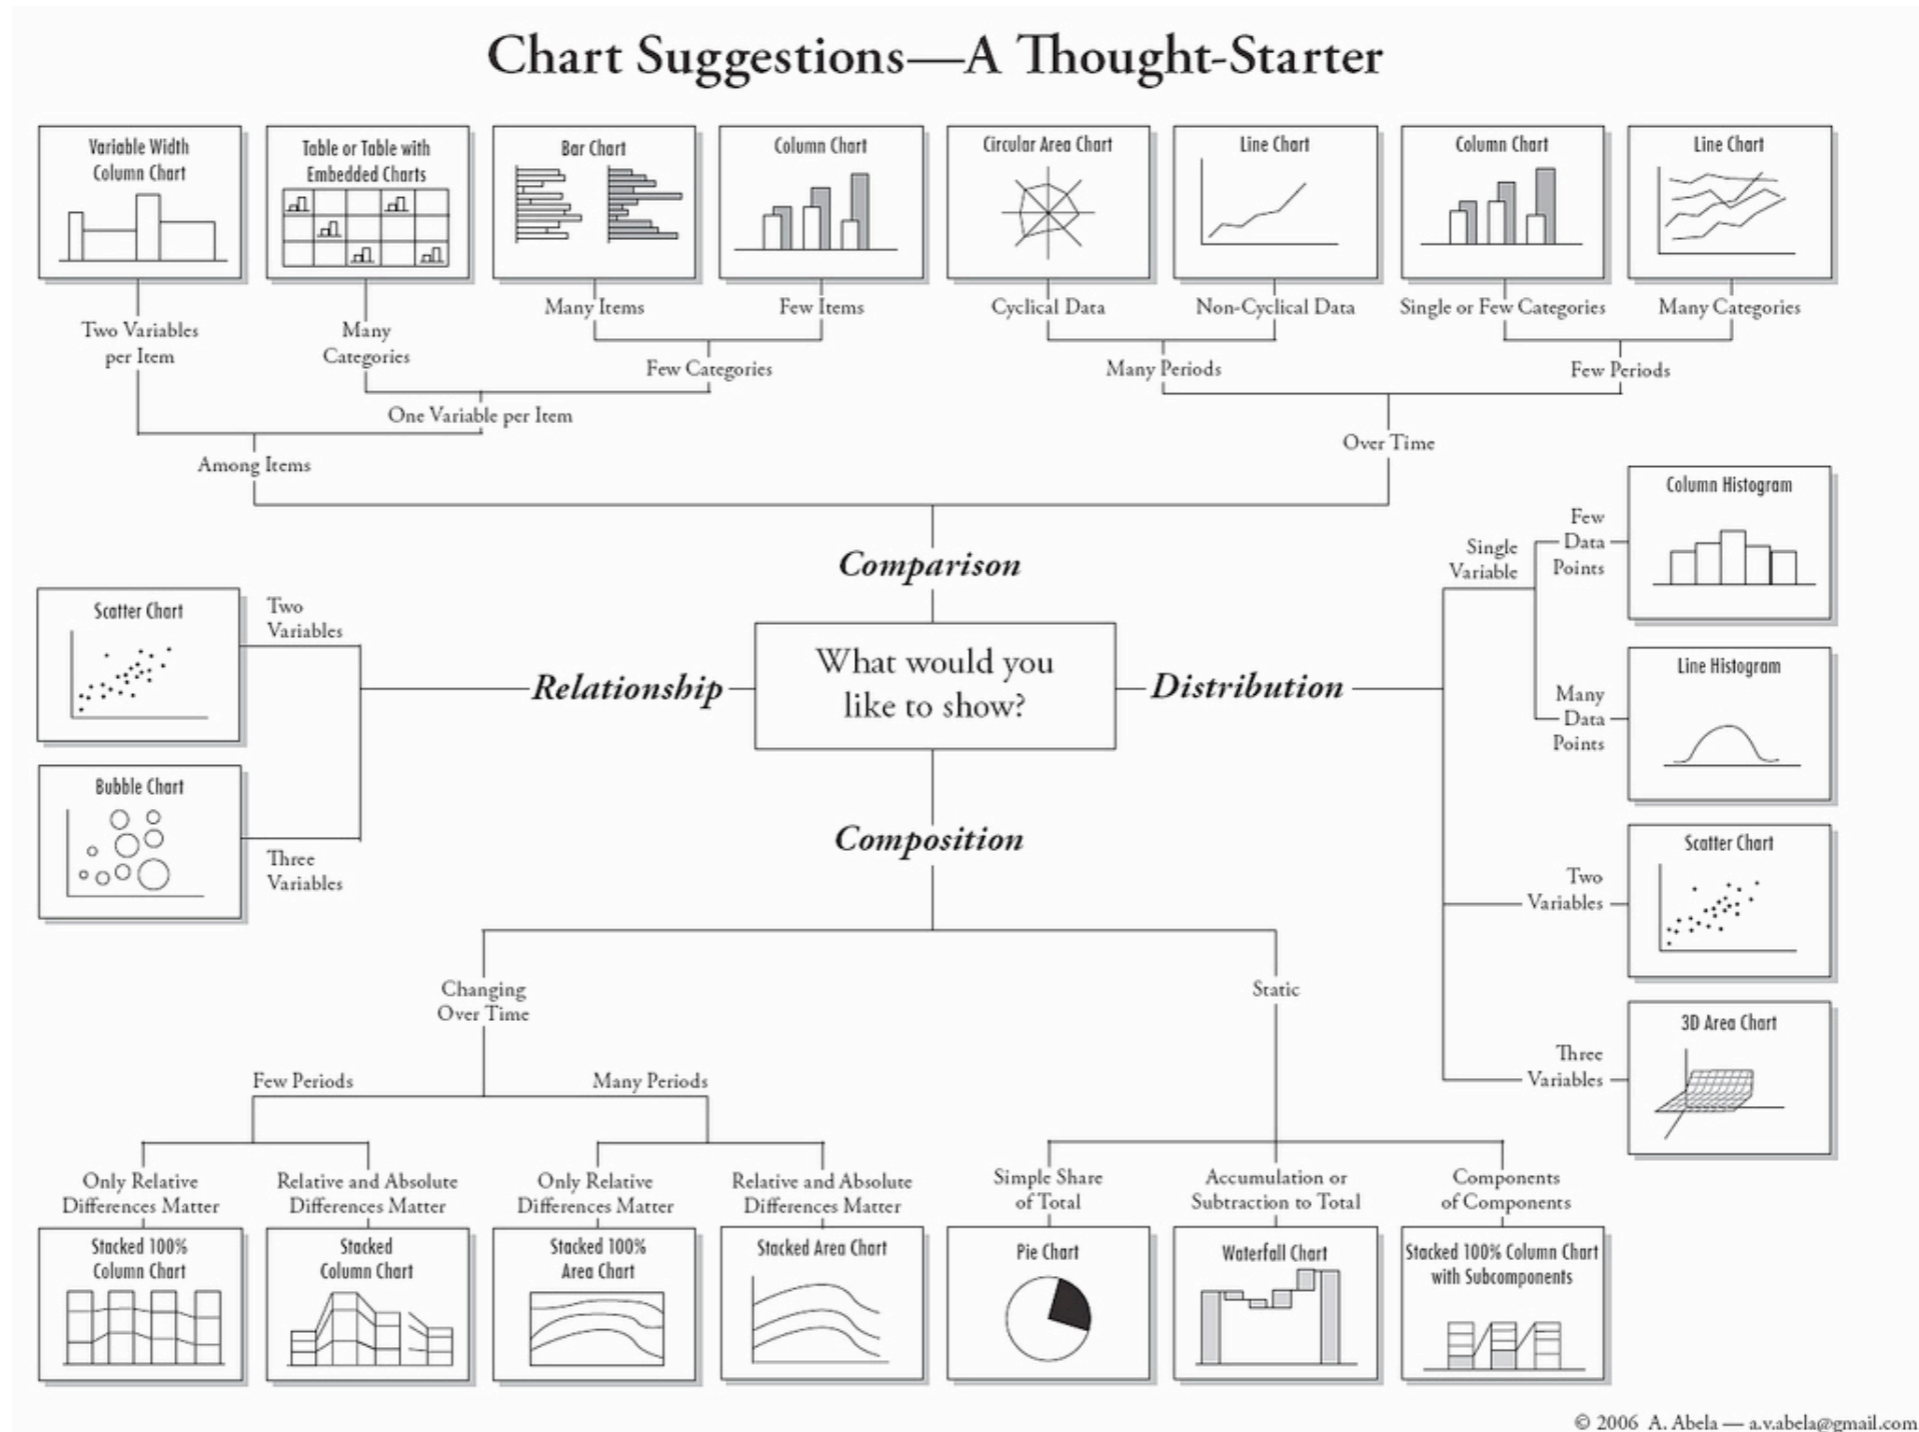 Chart Suggestions—A Thought-Starter
Variable Width
Column Chart
Table or Table with
Embedded Charts
Bar Chart
Column Chart
Circular Area Chart
Line Chart
Column Chart
Line Chart
Two Variables
per Item
Many
Categories
Many Items
Few Items
Cyclical Data
Non-Cyclical Data
Single or Few Categories
Many Categories
Few Categories
Many Periods
Few Periods
One Variable per Item
Over Time
Among Items
Comparison
What would you
like to show?
Relationship
Two
Variables
Scatter Chart
Bubble Chart
Three
Variables
Distribution
Single
Variable
Few
Data
Points
Column Histogram
Many
Data
Points
Line Histogram
Two
Variables
Scatter Chart
Three
Variables
3D Area Chart
Composition
Changing
Over Time
Static
Few Periods
Many Periods
Only Relative
Differences Matter
Relative and Absolute
Differences Matter
Only Relative
Differences Matter
Relative and Absolute
Differences Matter
Simple Share
of Total
Accumulation or
Subtraction to Total
Components
of Components
Stacked 100%
Column Chart
Stacked
Column Chart
Stacked 100%
Area Chart
Stacked Area Chart
Pie Chart
Waterfall Chart
Stacked 100% Column Chart
with Subcomponents
© 2006 A. Abela — a.v.abela@gmail.com